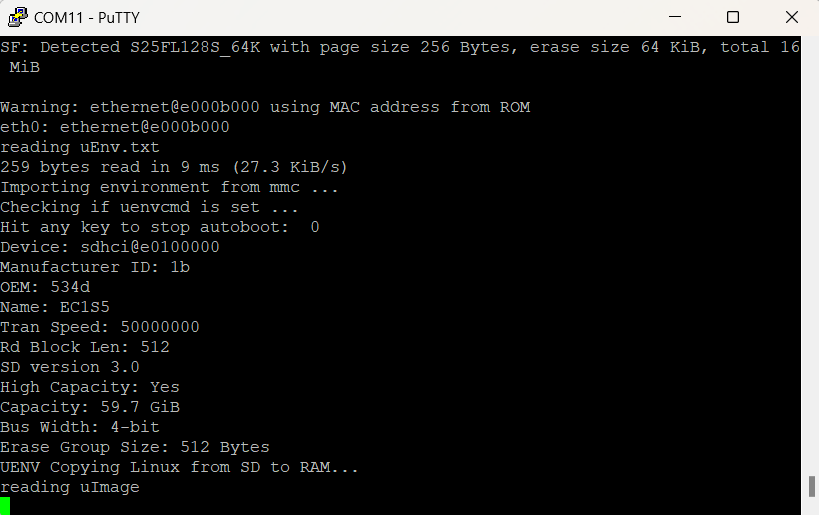 COM11 - PuTTY
SF: Detected S25FL128S_64K with page size 256 Bytes, erase size 64 KiB, total 16
 MiB
Warning: ethernet@e000b000 using MAC address from ROM
eth0: ethernet@e000b000
reading uEnv.txt
259 bytes read in 9 ms (27.3 KiB/s)
Importing environment from mmc ...
Checking if uenvcmd is set ...
Hit any key to stop autoboot:  0
Device: sdhci@e0100000
Manufacturer ID: 1b
OEM: 534d
Name: EC1S5
Tran Speed: 50000000
Rd Block Len: 512
SD version 3.0
High Capacity: Yes
Capacity: 59.7 GiB
Bus Width: 4-bit
Erase Group Size: 512 Bytes
UENV Copying Linux from SD to RAM...
reading uImage